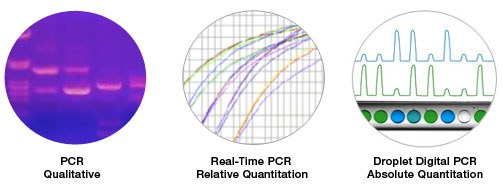 PCR
Qualitative
Real-Time PCR
Relative Quantitation
Droplet Digital PCR
Absolute Quantitation